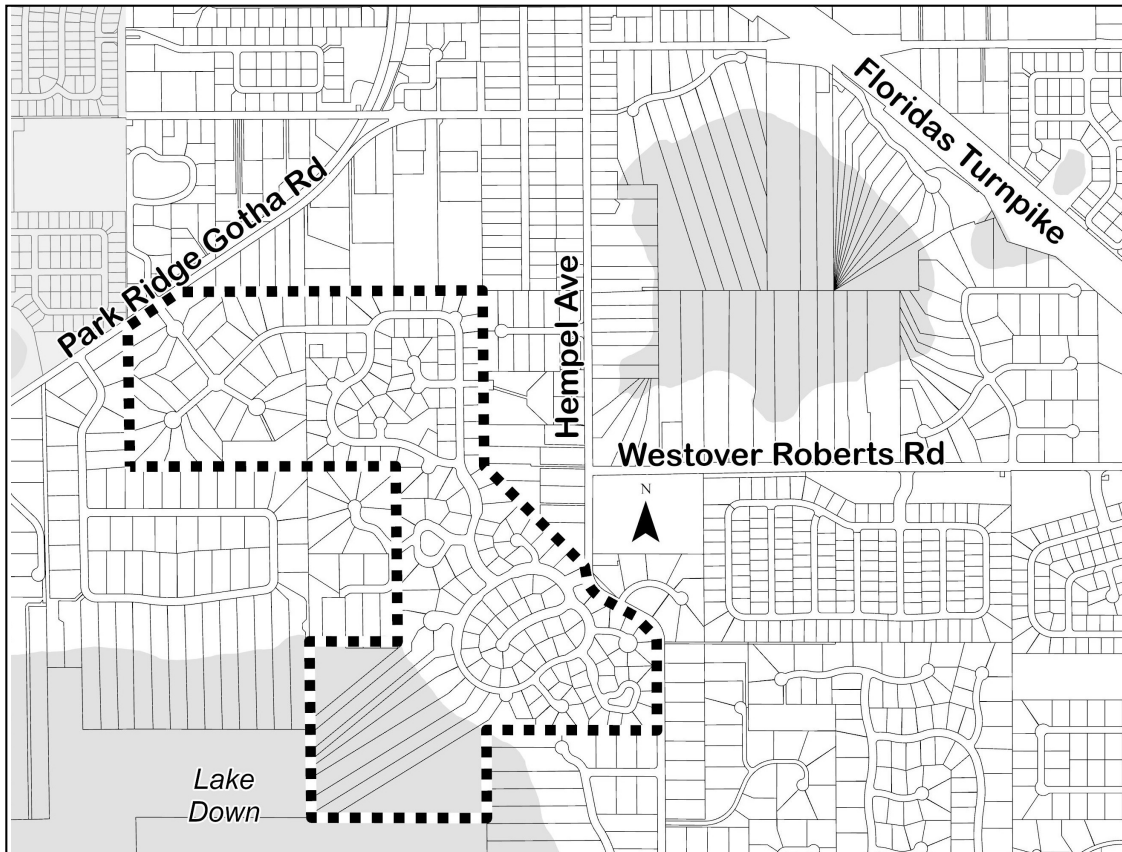 Floridas Turnpike
Park Ridge Gotha Rd
Hempel Ave
Westover Roberts Rd
N
Lake
Down